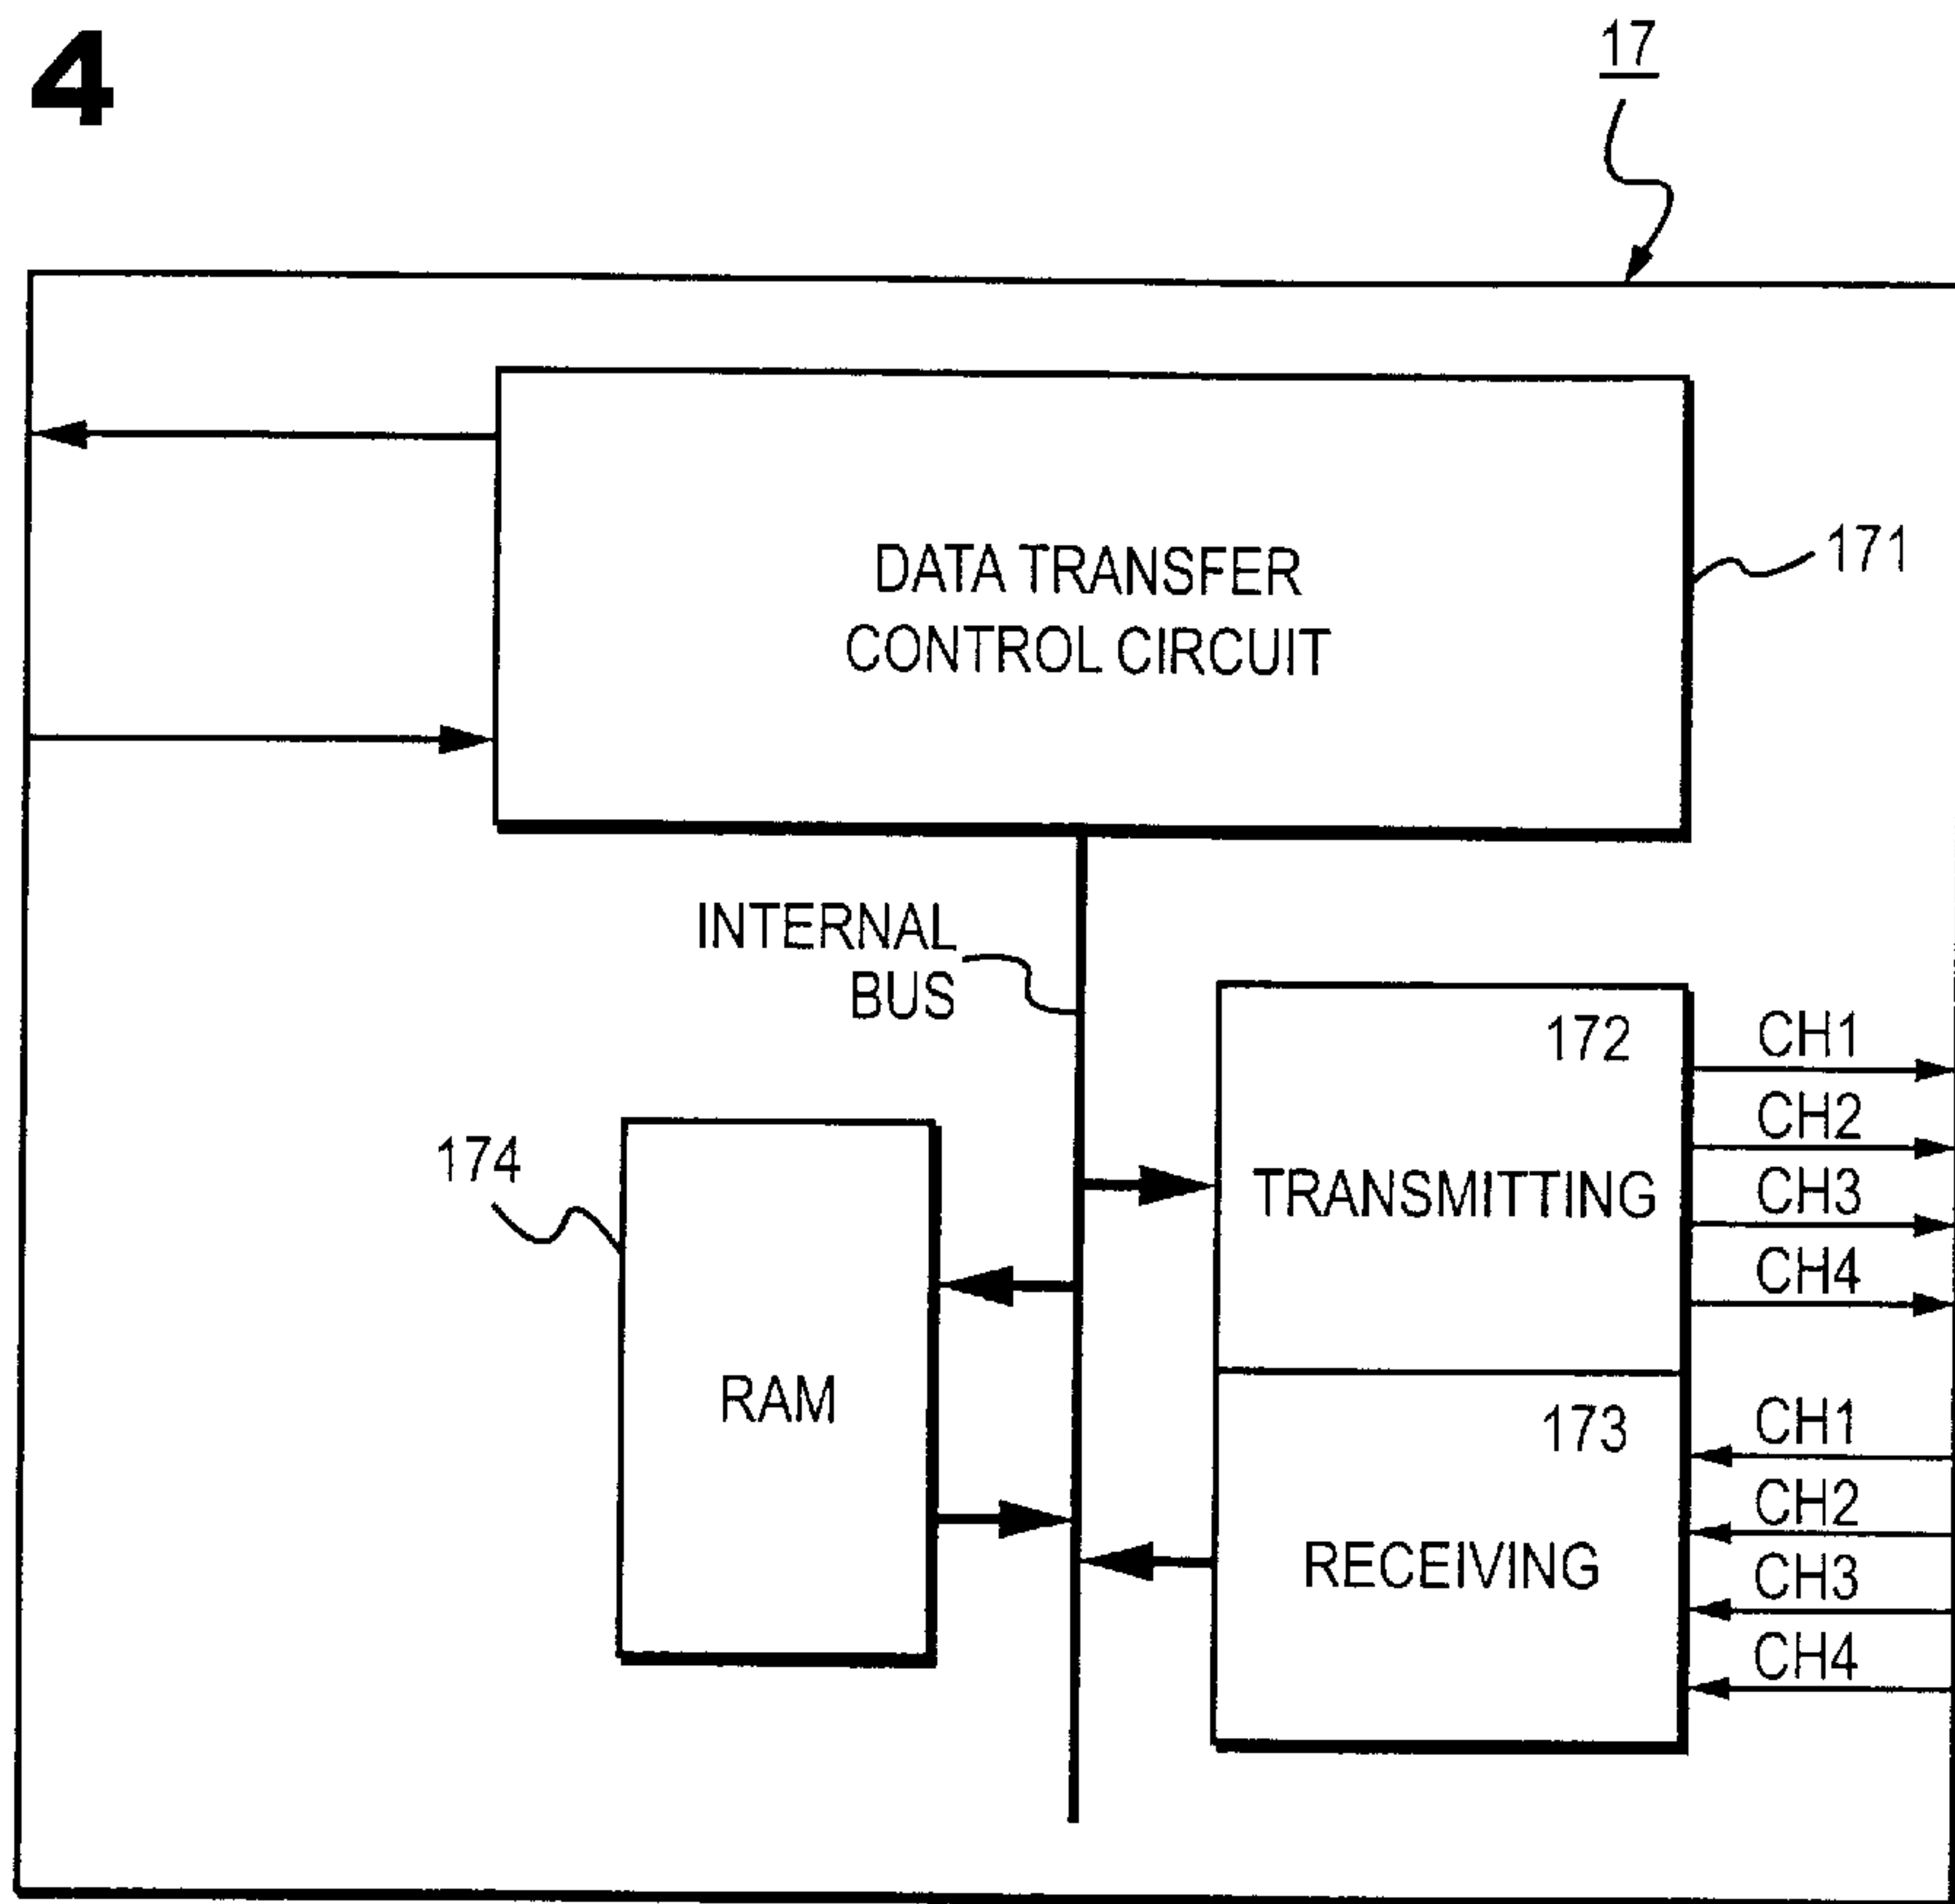 4
17
DATA TRANSFER
CONTROL CIRCUIT
171
INTERNAL
BUS
172
CH1
CH2
TRANSMITTING
CH3
CH4
174
RAM
173
CH1
CH2
RECEIVING
CH3
CH4